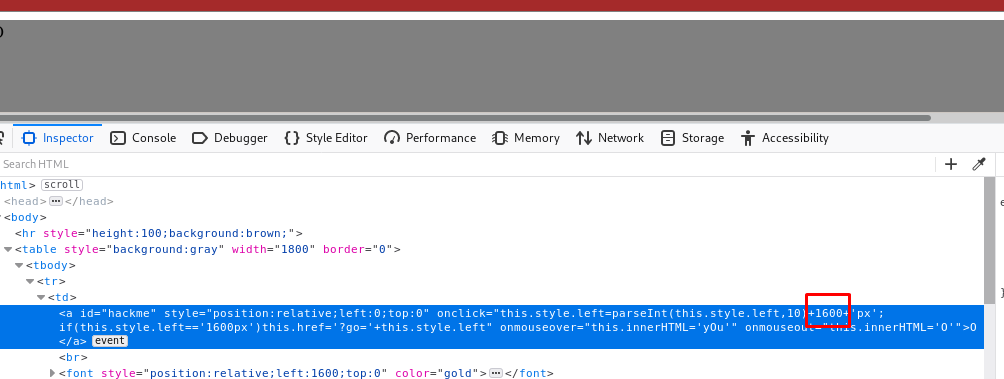 )
Inspector Console Debugger Style Editor Performance Memory Network Storage Accessibility
Search HTML
html> scroll
<head> ••• </head>
<body>
<hr style="height:100;background:brown;">
<table style="background:gray" width="1800" border="0">
<tbody>
<tr>
<td>
<a id="hackme" style="position:relative;left:0;top:0" onclick="this.style.left=parseInt(this.style.left,10)+1600+'px';
if(this.style.left=='1600px')this.href='?go='+this.style.left" onmouseover="this.innerHTML='yOu'" onmouseout="this.innerHTML='O'">O
</a> event
<br>
<font style="position:relative;left:1600;top:0" color="gold"> ••• </font>